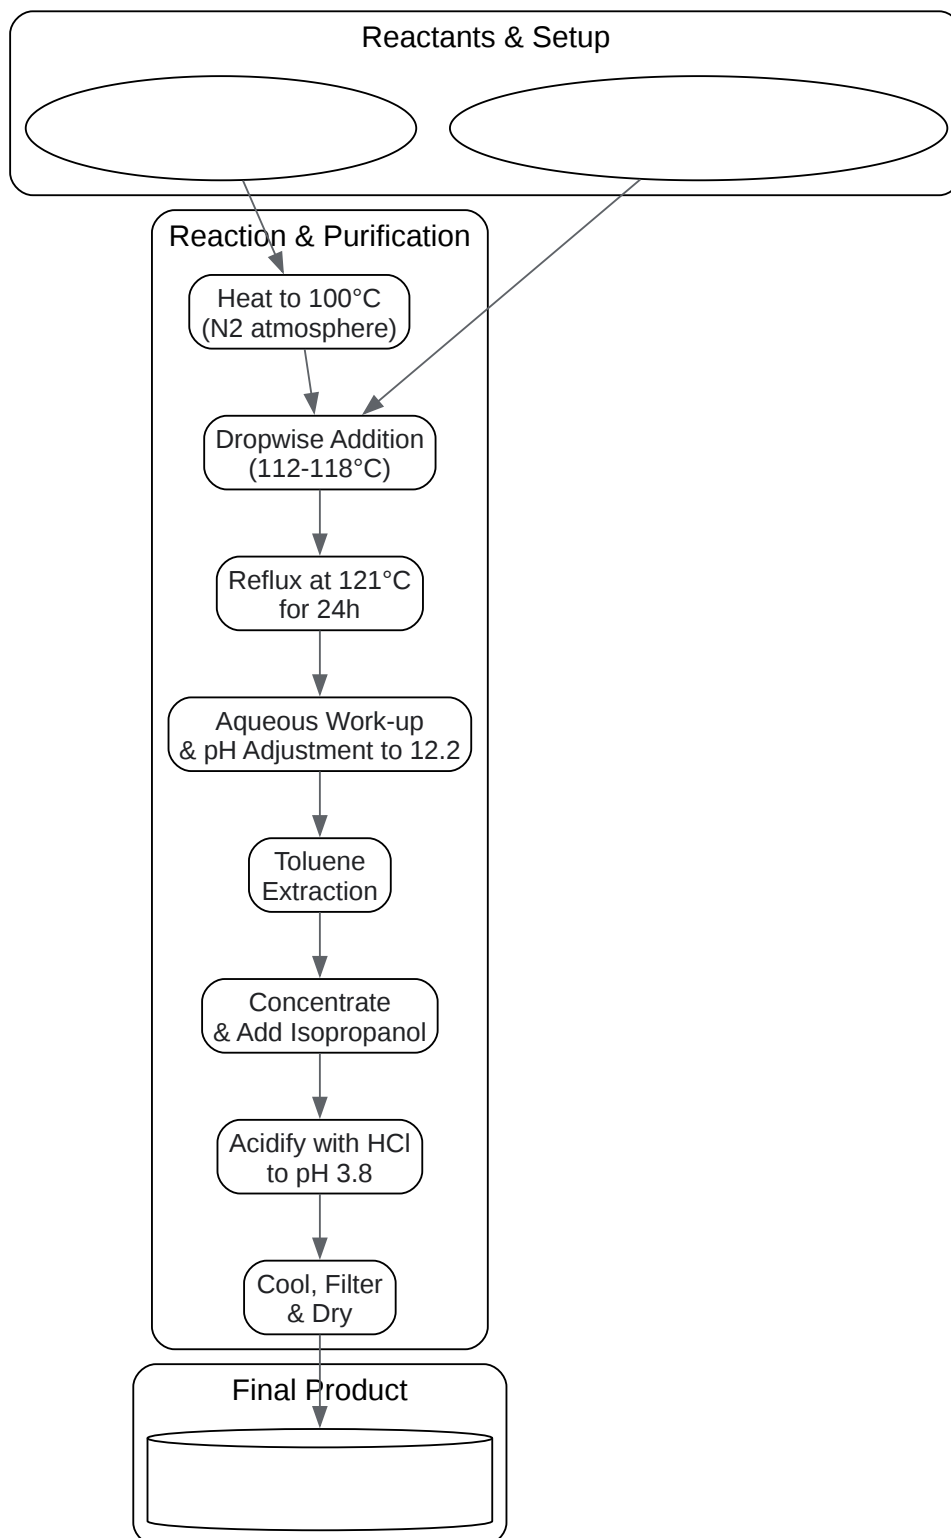 Reactants & Setup
Reaction & Purification
Heat to 100°C
(N2 atmosphere)
Dropwise Addition
(112-118°C)
Reflux at 121°C
for 24h
Aqueous Work-up
& pH Adjustment to 12.2
Toluene
Extraction
Concentrate
& Add Isopropanol
Acidify with HCl
to pH 3.8
Cool, Filter
& Dry
Final Product